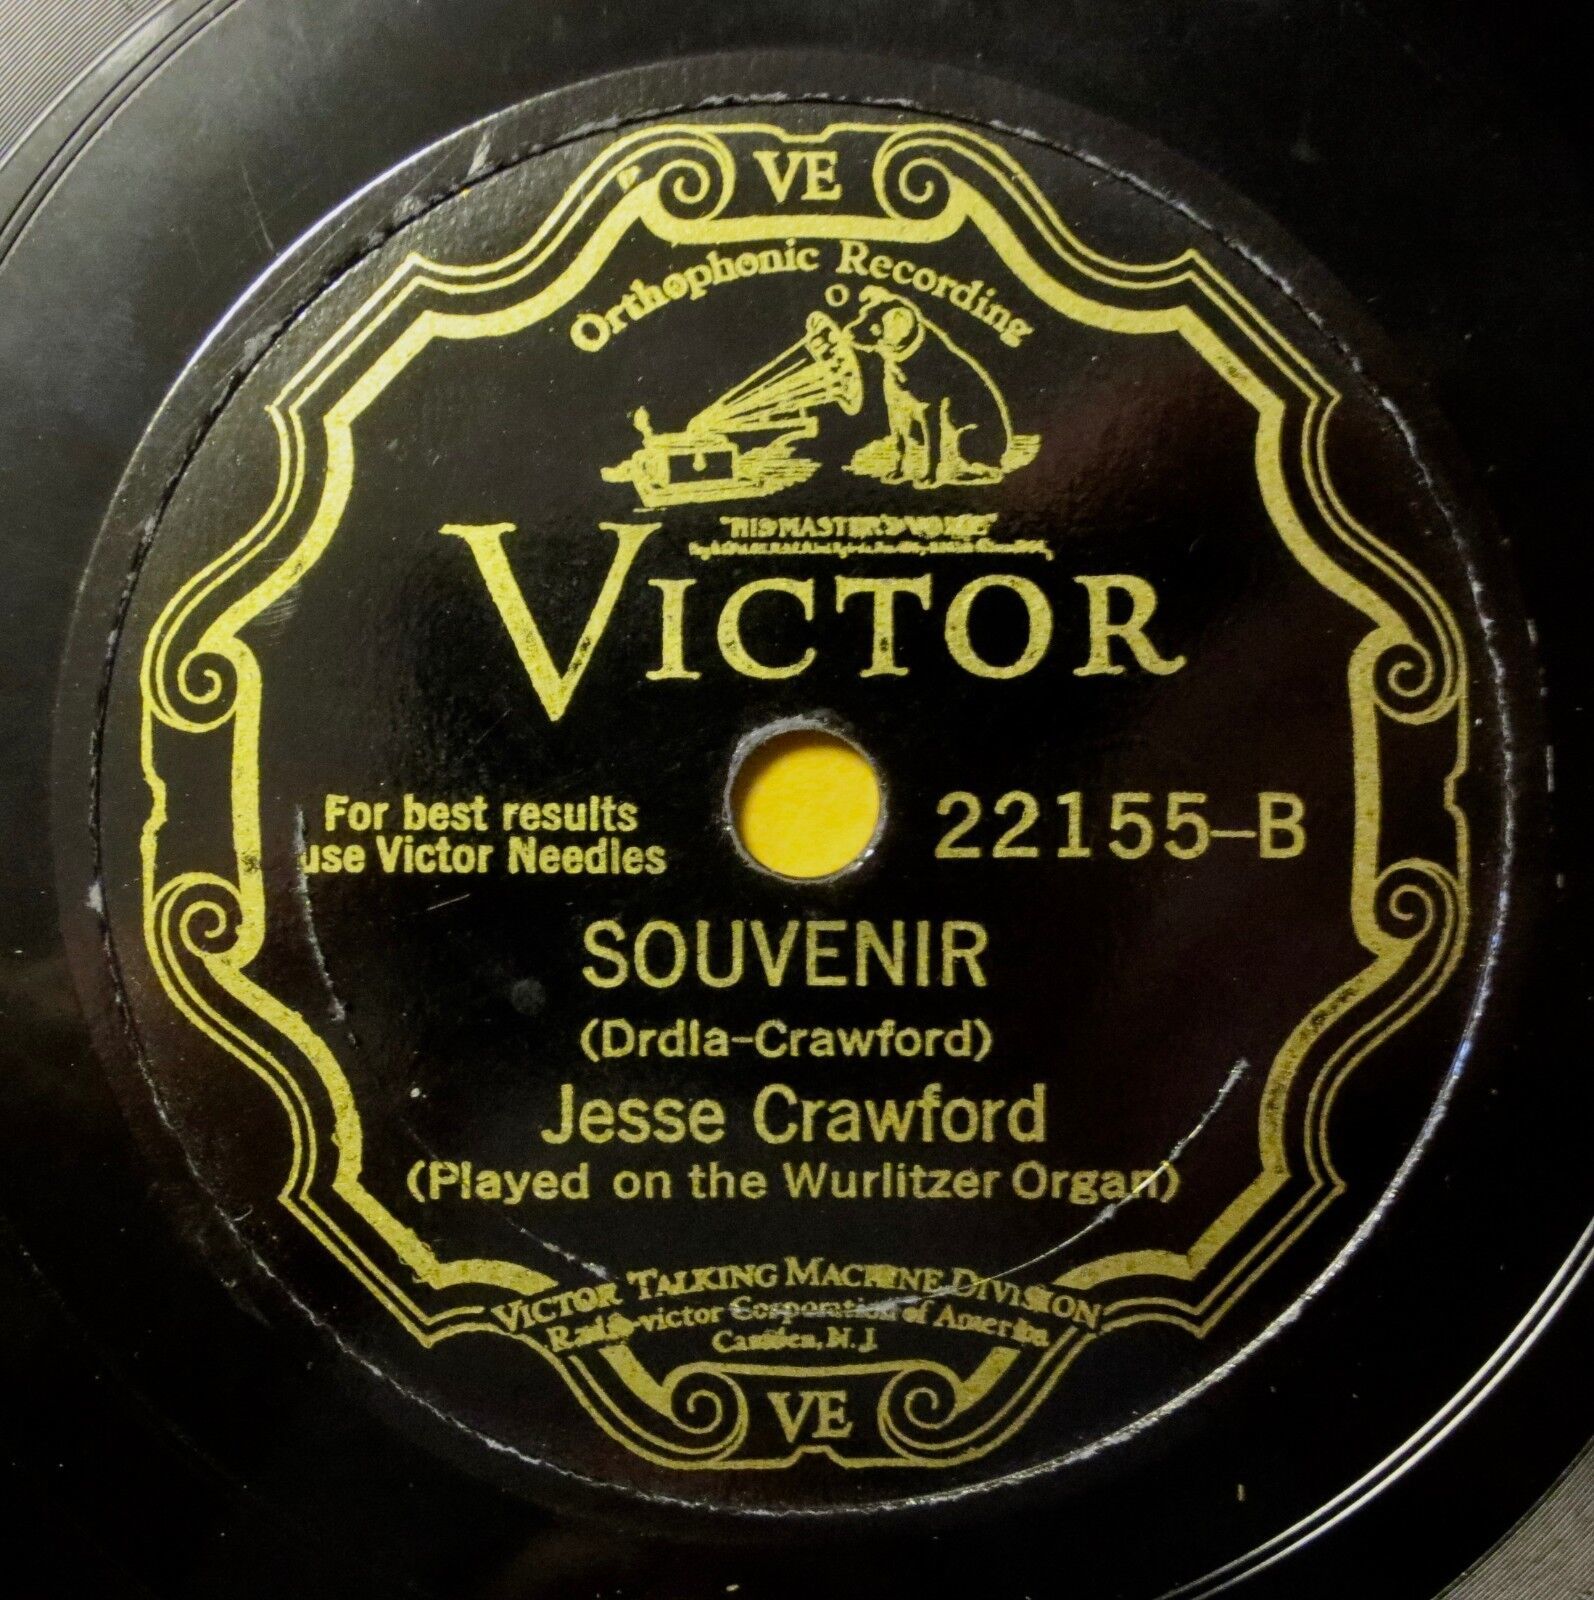 VE
Orthophonic Recording
"HIS MASTER'S VOICE"
VICTOR
For best results
use Victor Needles
22155-B
SOUVENIR
(Drdla-Crawford)
Jesse Crawford
(Played on the Wurlitzer Organ)
VICTOR TALKING MACHINE DIVISION
Radio-victor Corporation of America
Camden, N. J.
VE